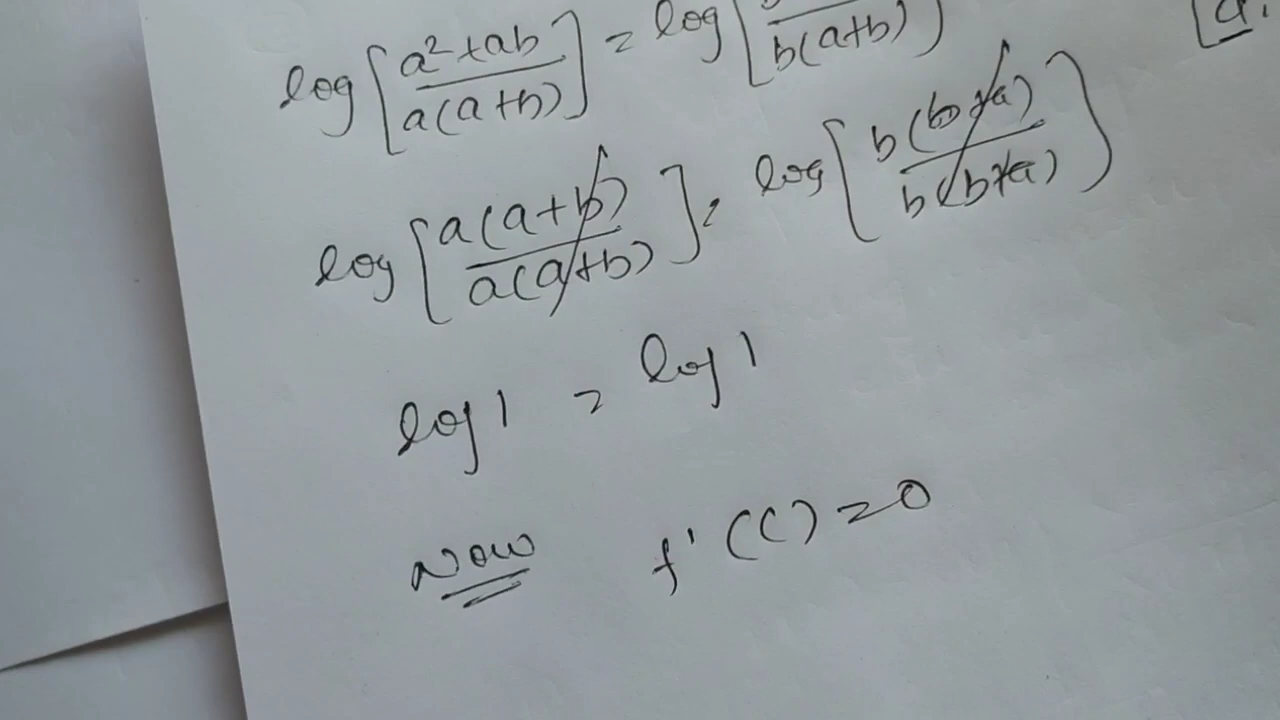 log[a²+ab/a(a+b)] = log[ /b(a+b)]
log[a(a+b)/a(a+b)] = log[b(b+a)/b(b+a)]
log 1 = log 1
Now f'(c)=0